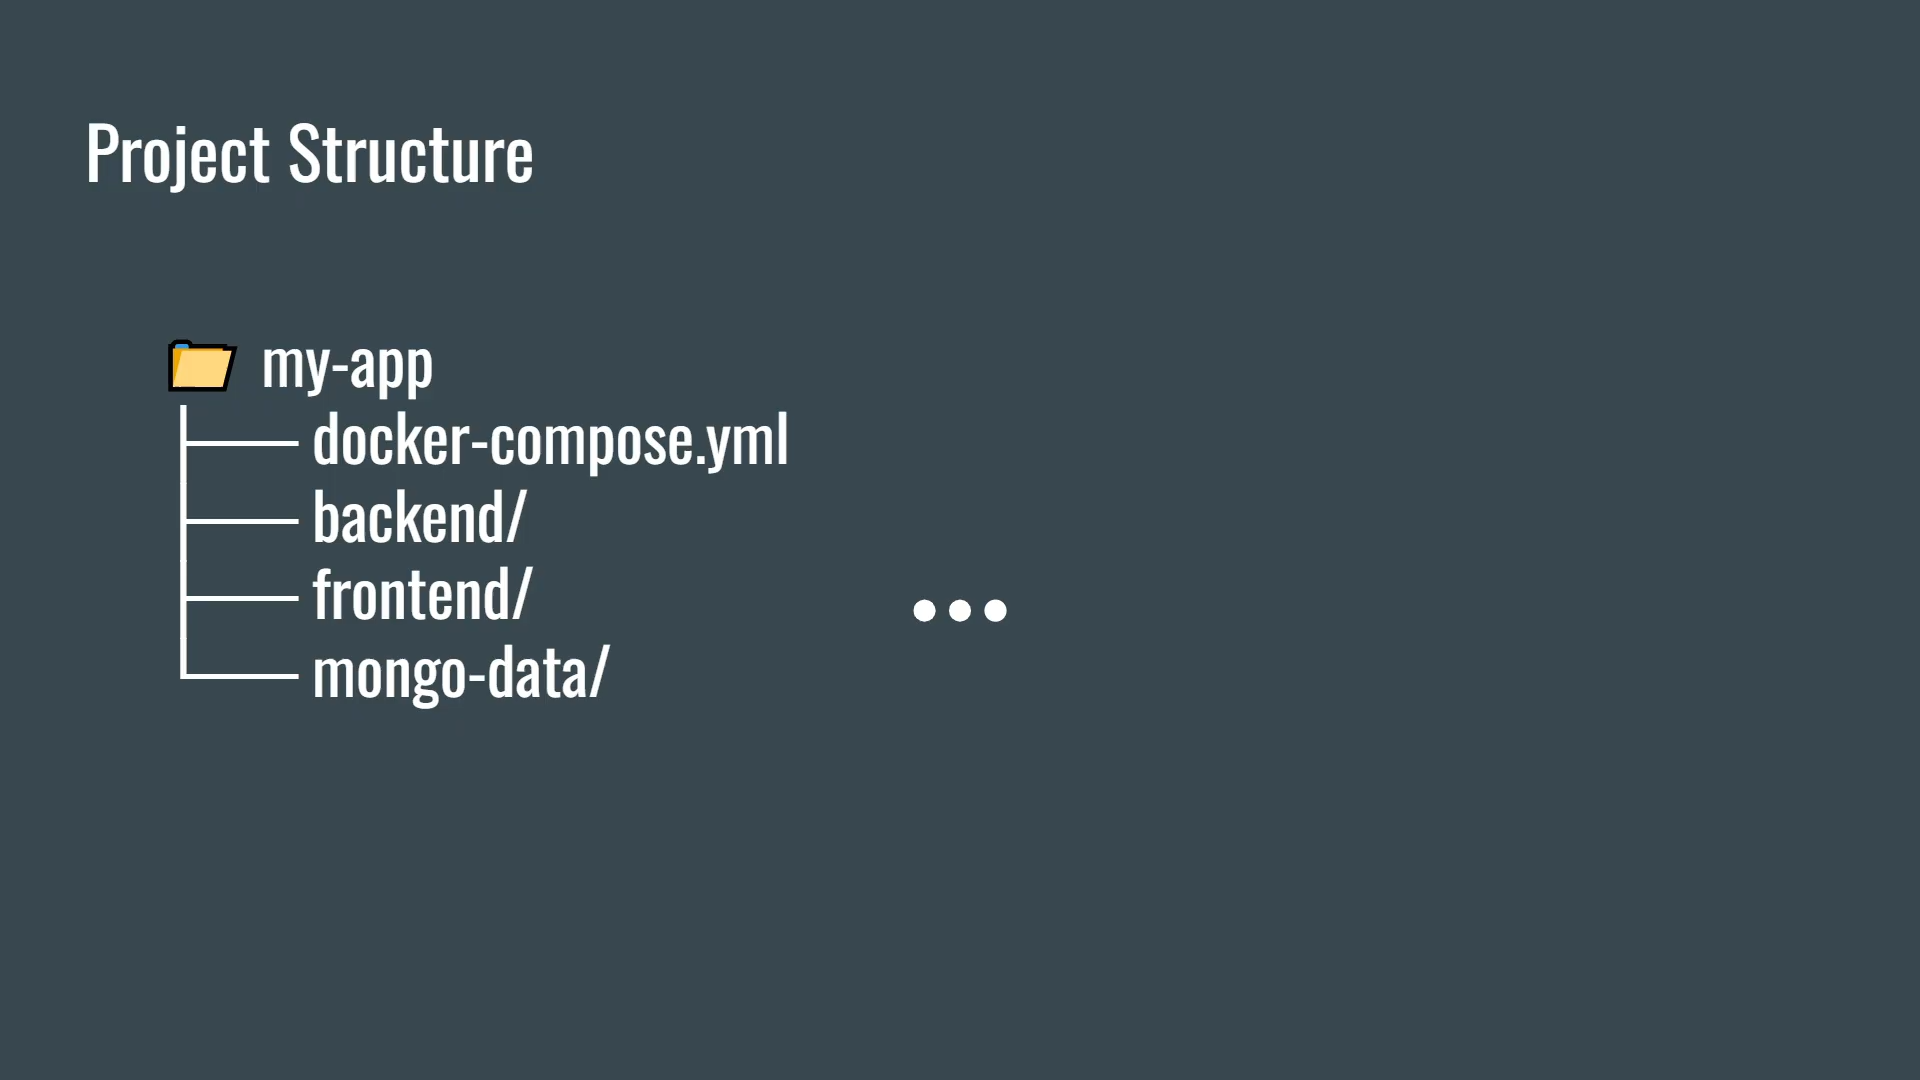 Project Structure
my-app
docker-compose.yml
backend/
frontend/
mongo-data/